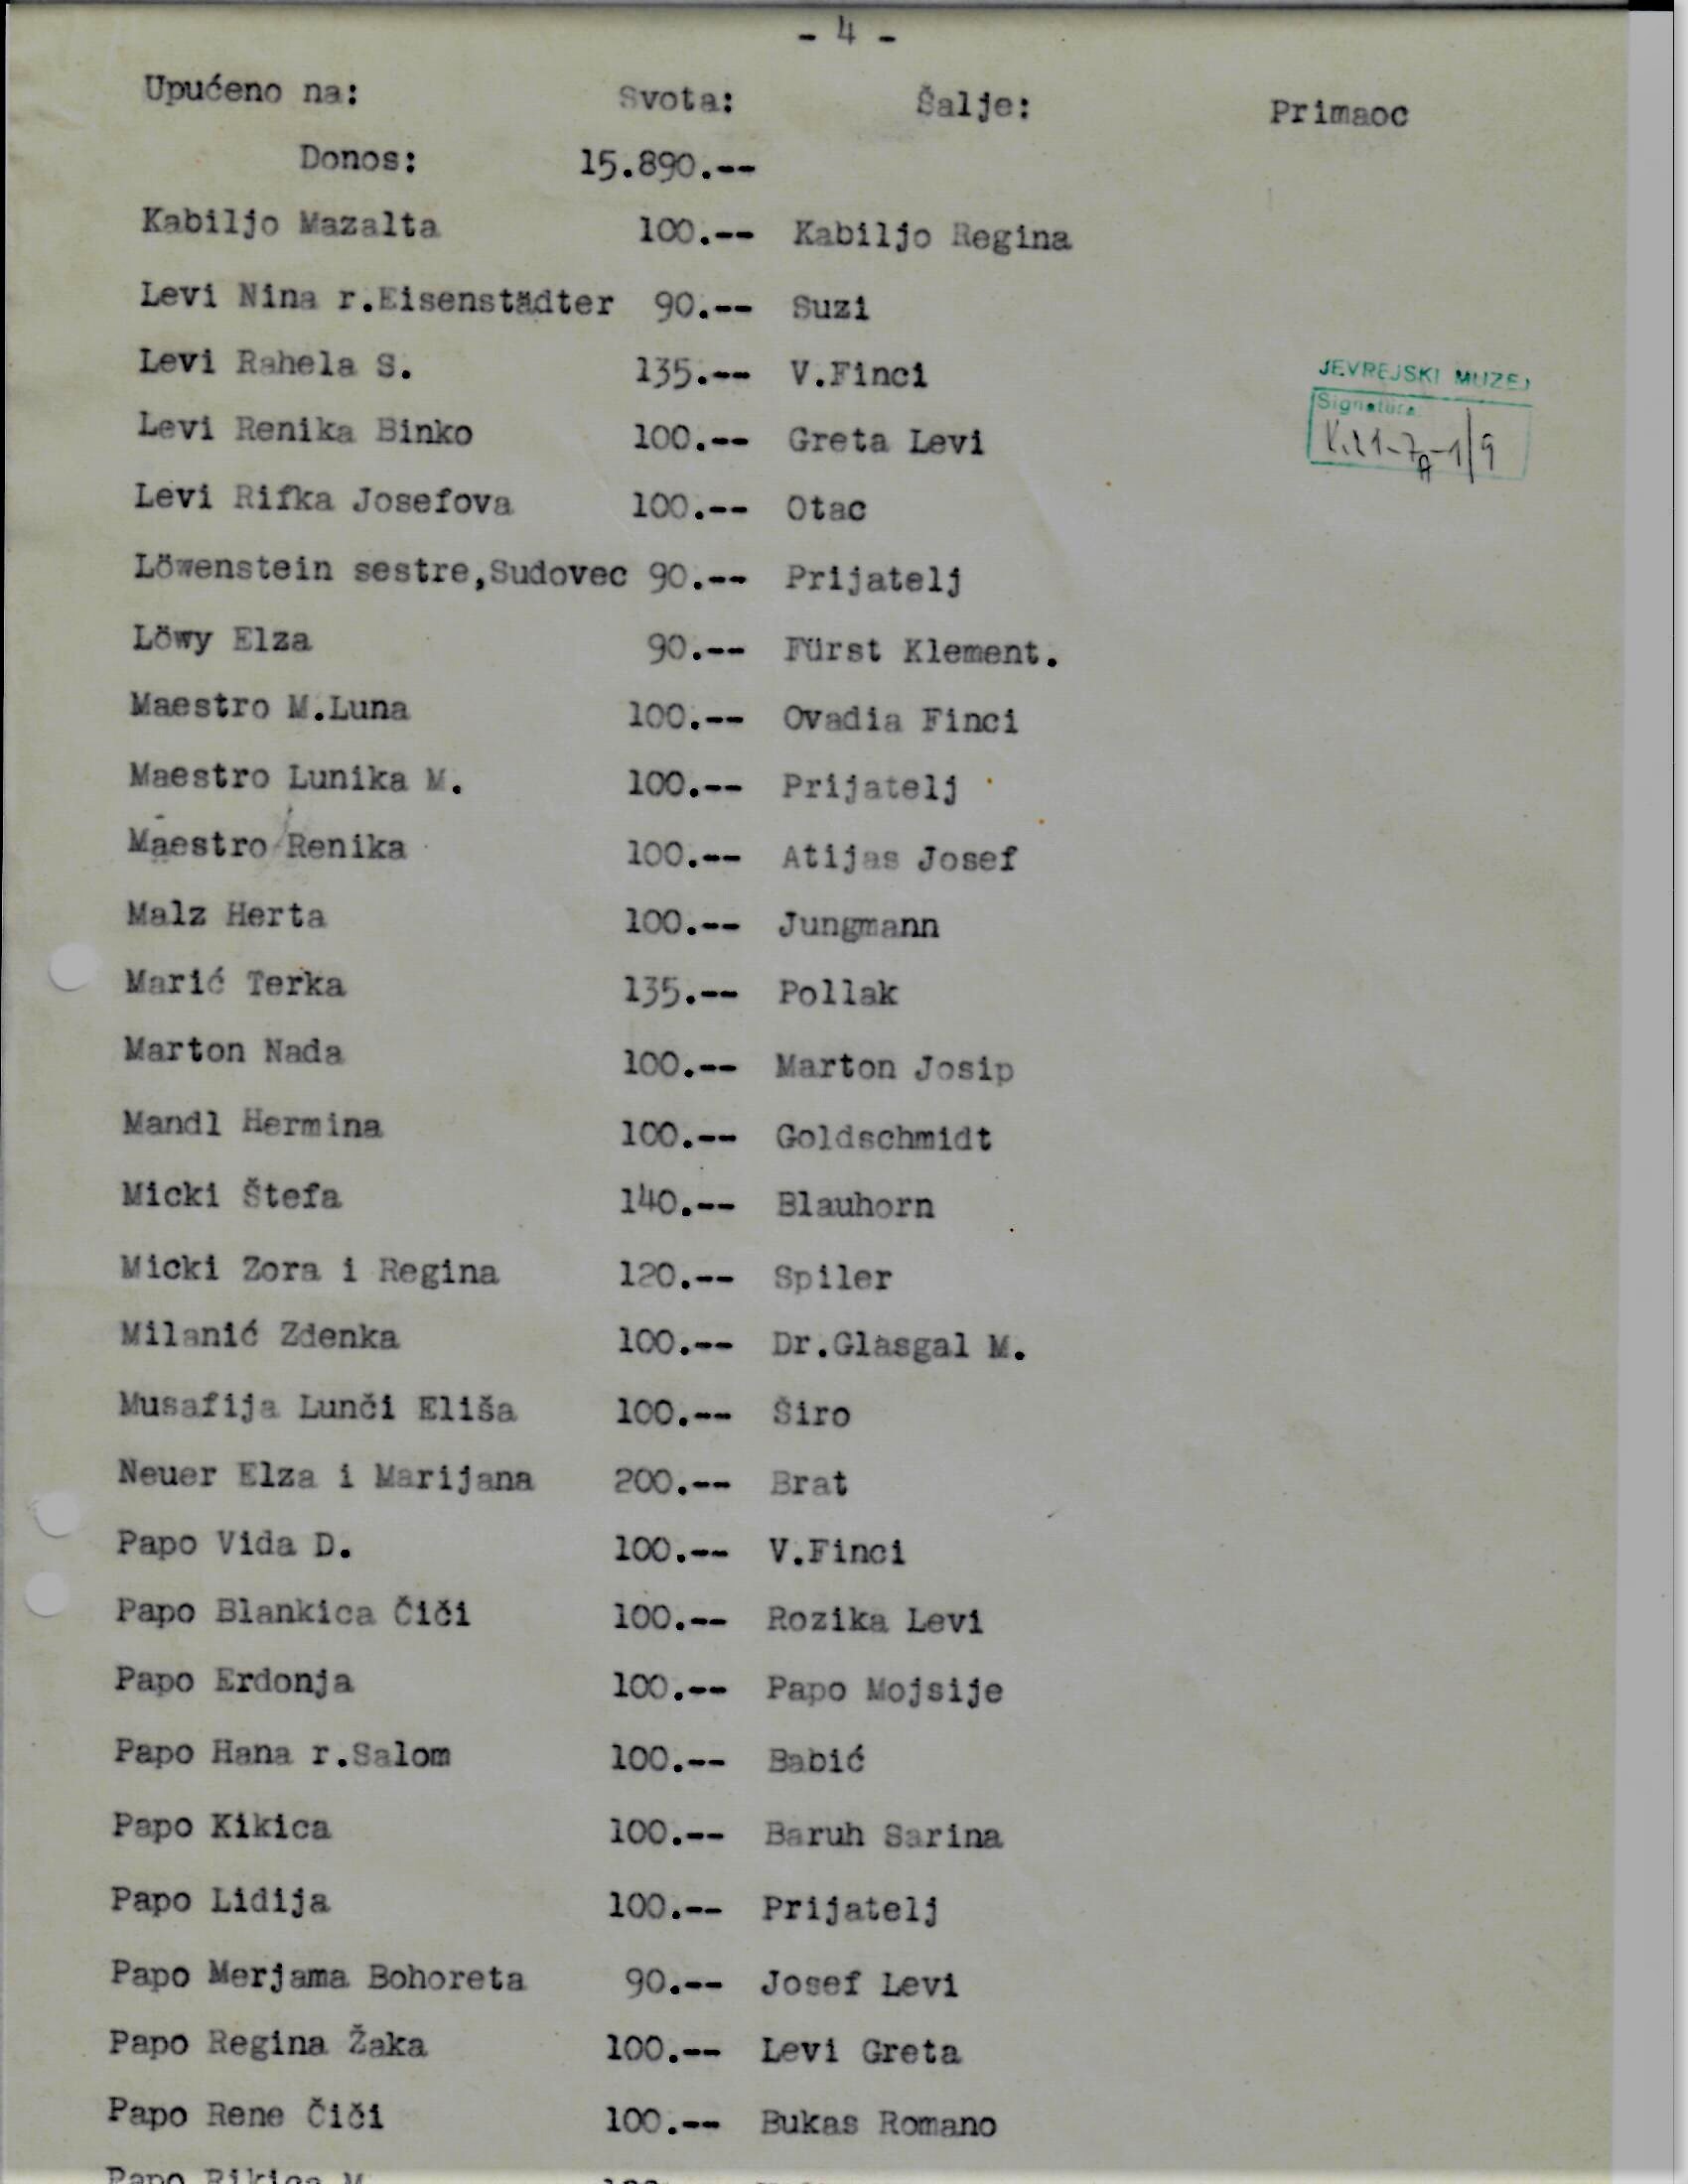 - 4 -
Upućeno na: Svota: Šalje: Primaoc
Donos: 15.890.--
Kabiljo Mazalta 100.-- Kabiljo Regina
Levi Nina r.Eisenstädter 90.-- Suzi
Levi Rahela S. 135.-- V.Finci
JEVREJSKI MUZEJ
Signatura
Levi Renika Binko 100.-- Greta Levi
Levi Rifka Josefova 100.-- Otac
Löwenstein sestre,Sudovec 90.-- Prijatelj
Löwy Elza 90.-- Fürst Klement.
Maestro M.Luna 100.-- Ovadia Finci
Maestro Lunika M. 100.-- Prijatelj
Maestro Renika 100.-- Atijas Josef
Malz Herta 100.-- Jungmann
Marić Terka 135.-- Pollak
Marton Nada 100.-- Marton Josip
Mandl Hermina 100.-- Goldschmidt
Micki Štefa 140.-- Blauhorn
Micki Zora i Regina 120.-- Spiler
Milanić Zdenka 100.-- Dr.Glasgal M.
Musafija Lunči Eliša 100.-- Širo
Neuer Elza i Marijana 200.-- Brat
Papo Vida D. 100.-- V.Finci
Papo Blankica Čiči 100.-- Rozika Levi
Papo Erdonja 100.-- Papo Mojsije
Papo Hana r.Salom 100.-- Babić
Papo Kikica 100.-- Baruh Sarina
Papo Lidija 100.-- Prijatelj
Papo Merjama Bohoreta 90.-- Josef Levi
Papo Regina Žaka 100.-- Levi Greta
Papo Rene Čiči 100.-- Bukas Romano
Papo Rikica M.